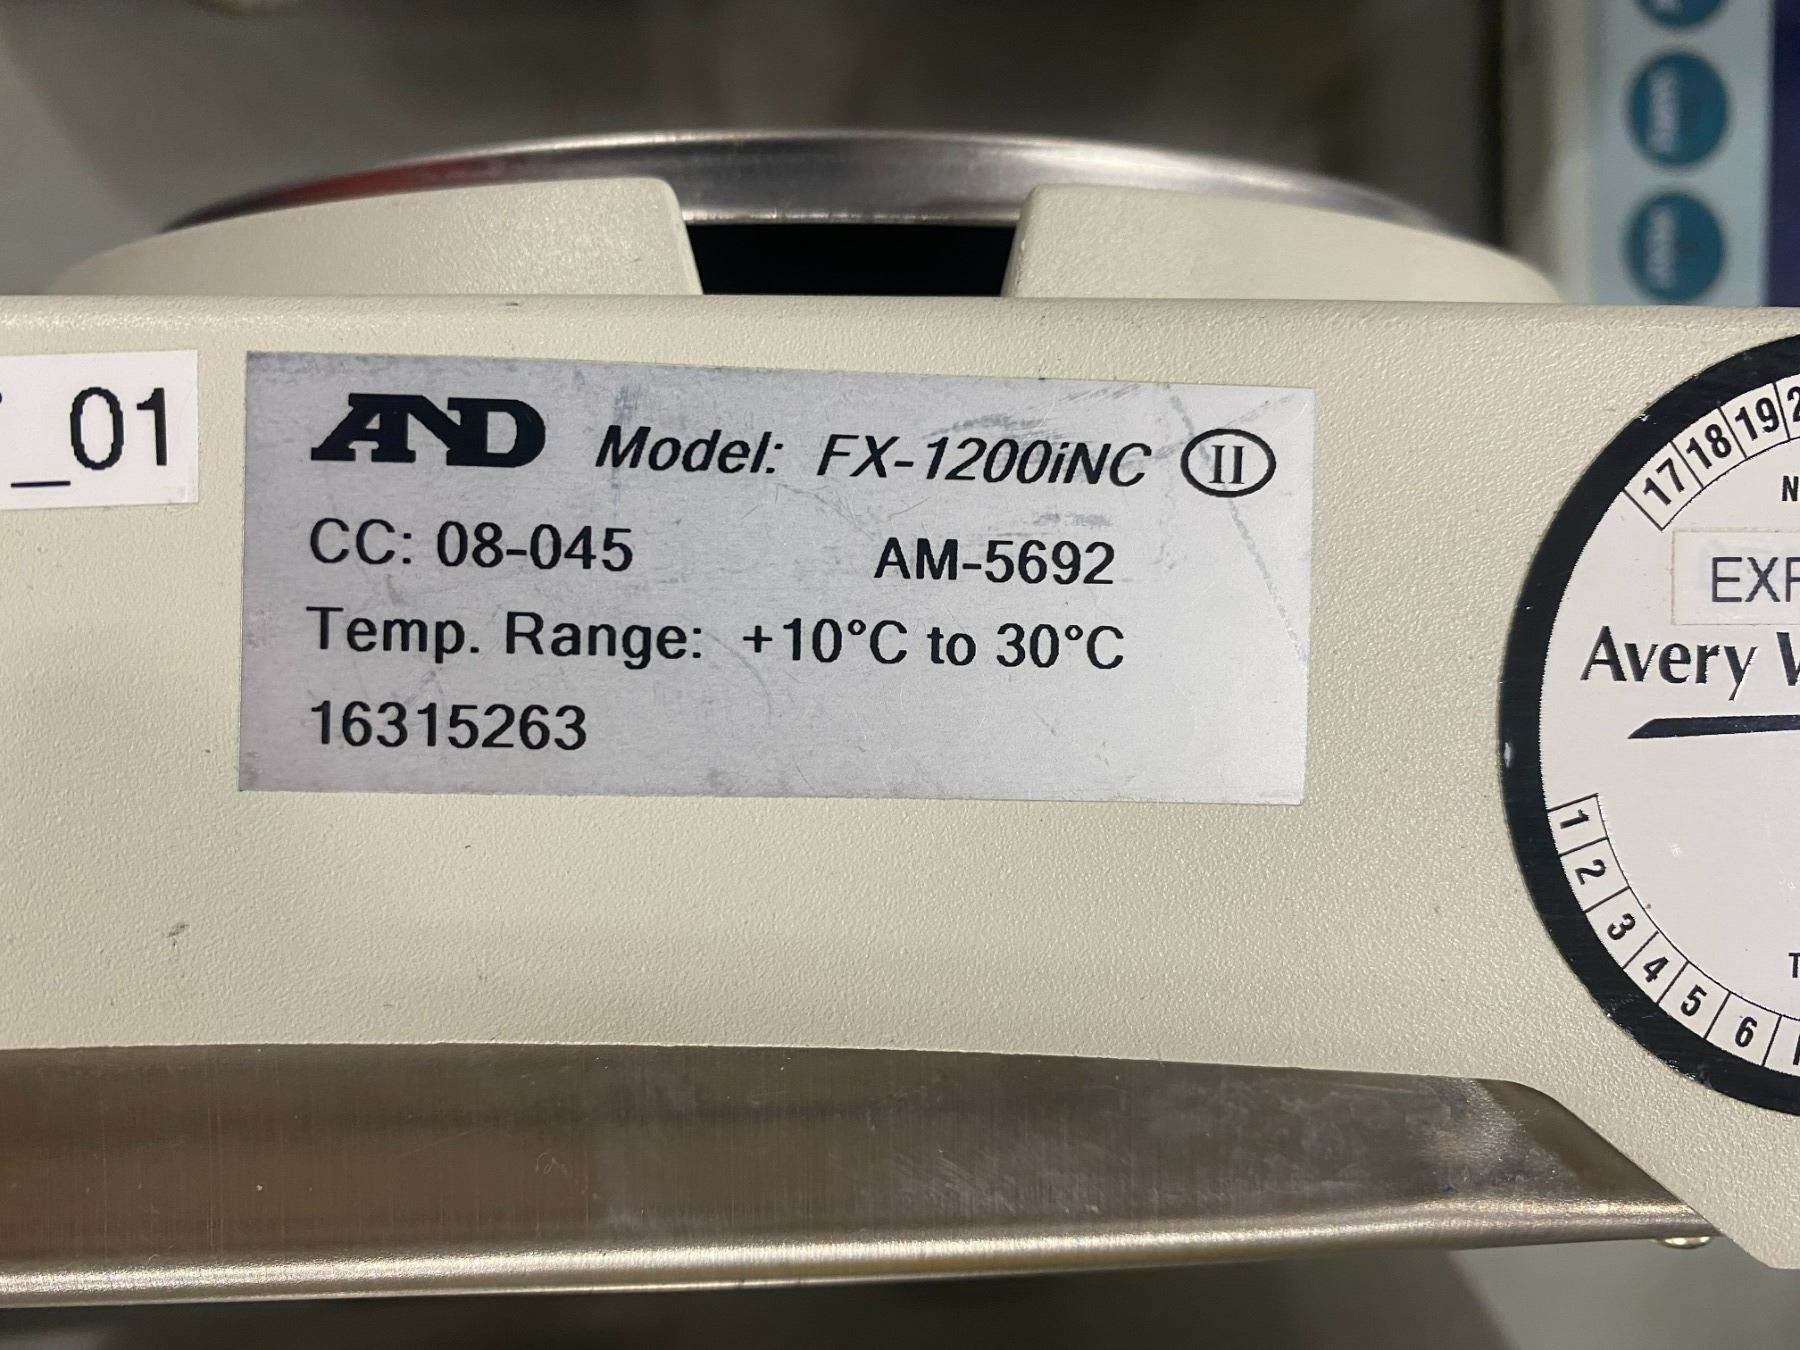 _01
AND Model: FX-1200iNC II
CC: 08-045 AM-5692
Temp. Range: +10°C to 30°C
16315263
17 18 19
Avery
1 2 3 4 5 6